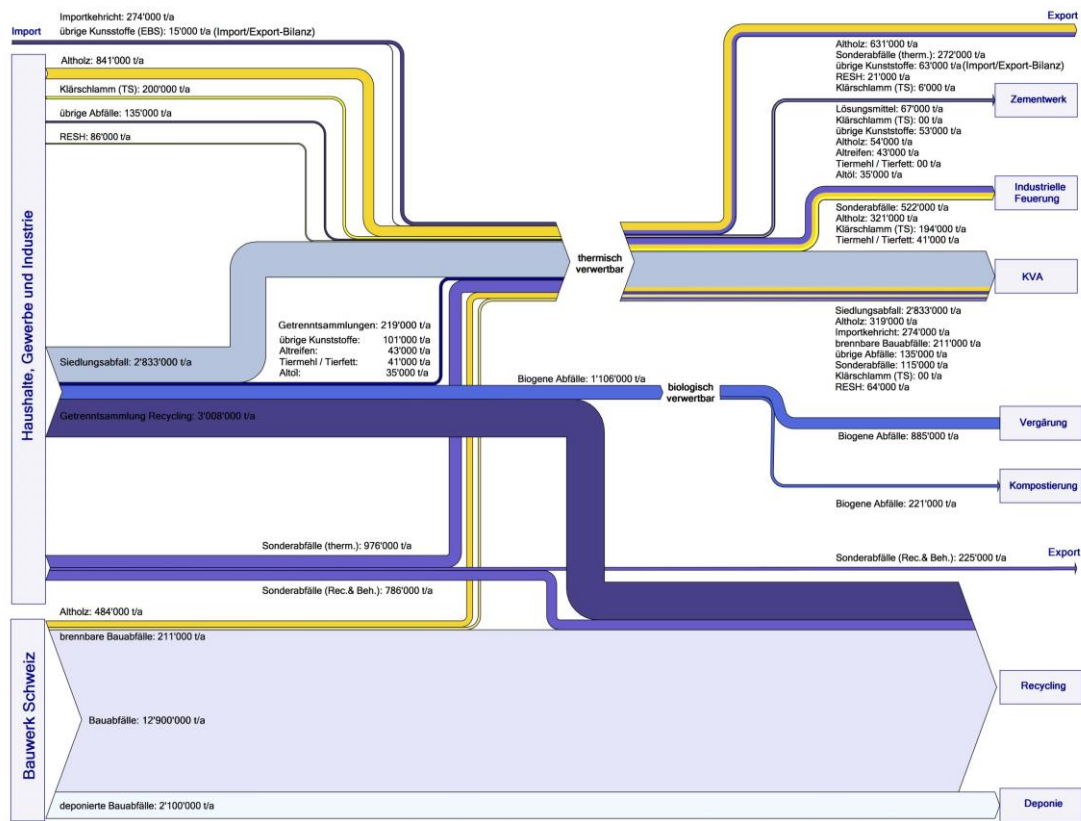 Import
Importkehricht: 274'000 t/a
übrige Kunsstoffe (EBS): 15'000 t/a (Import/Export-Bilanz)
Haushalte, Gewerbe und Industrie
Altholz: 841'000 t/a
Klärschlamm (TS): 200'000 t/a
übrige Abfälle: 135'000 t/a
RESH: 86'000 t/a
Siedlungsabfall: 2'833'000 t/a
Getrenntsammlungen: 219'000 t/a
übrige Kunststoffe: 101'000 t/a
Altreifen: 43'000 t/a
Tiermehl / Tierfett: 41'000 t/a
Altöl: 35'000 t/a
Getrenntsammlung Recycling: 3'008'000 t/a
Biogene Abfälle: 1'106'000 t/a
Sonderabfälle (therm.): 976'000 t/a
Sonderabfälle (Rec.& Beh.): 786'000 t/a
Bauwerk Schweiz
Altholz: 484'000 t/a
brennbare Bauabfälle: 211'000 t/a
Bauabfälle: 12'900'000 t/a
deponierte Bauabfälle: 2'100'000 t/a
thermisch
verwertbar
biologisch
verwertbar
Export
Altholz: 631'000 t/a
Sonderabfälle (therm.): 272'000 t/a
übrige Kunststoffe: 63'000 t/a (Import/Export-Bilanz)
RESH: 21'000 t/a
Klärschlamm (TS): 6'000 t/a
Zementwerk
Lösungsmittel: 67'000 t/a
Klärschlamm (TS): 00 t/a
übrige Kunstoffe: 53'000 t/a
Altholz: 54'000 t/a
Altreifen: 43'000 t/a
Tiermehl / Tierfett: 00 t/a
Altöl: 35'000 t/a
Industrielle
Feuerung
Sonderabfälle: 522'000 t/a
Altholz: 321'000 t/a
Klärschlamm (TS): 194'000 t/a
Tiermehl / Tierfett: 41'000 t/a
KVA
Siedlungsabfall: 2'833'000 t/a
Altholz: 319'000 t/a
Importkehricht: 274'000 t/a
brennbare Bauabfälle: 211'000 t/a
übrige Abfälle: 135'000 t/a
Sonderabfälle: 115'000 t/a
Klärschlamm (TS): 00 t/a
RESH: 64'000 t/a
Vergärung
Biogene Abfälle: 885'000 t/a
Kompostierung
Biogene Abfälle: 221'000 t/a
Sonderabfälle (Rec.& Beh.): 225'000 t/a
Export
Recycling
Deponie